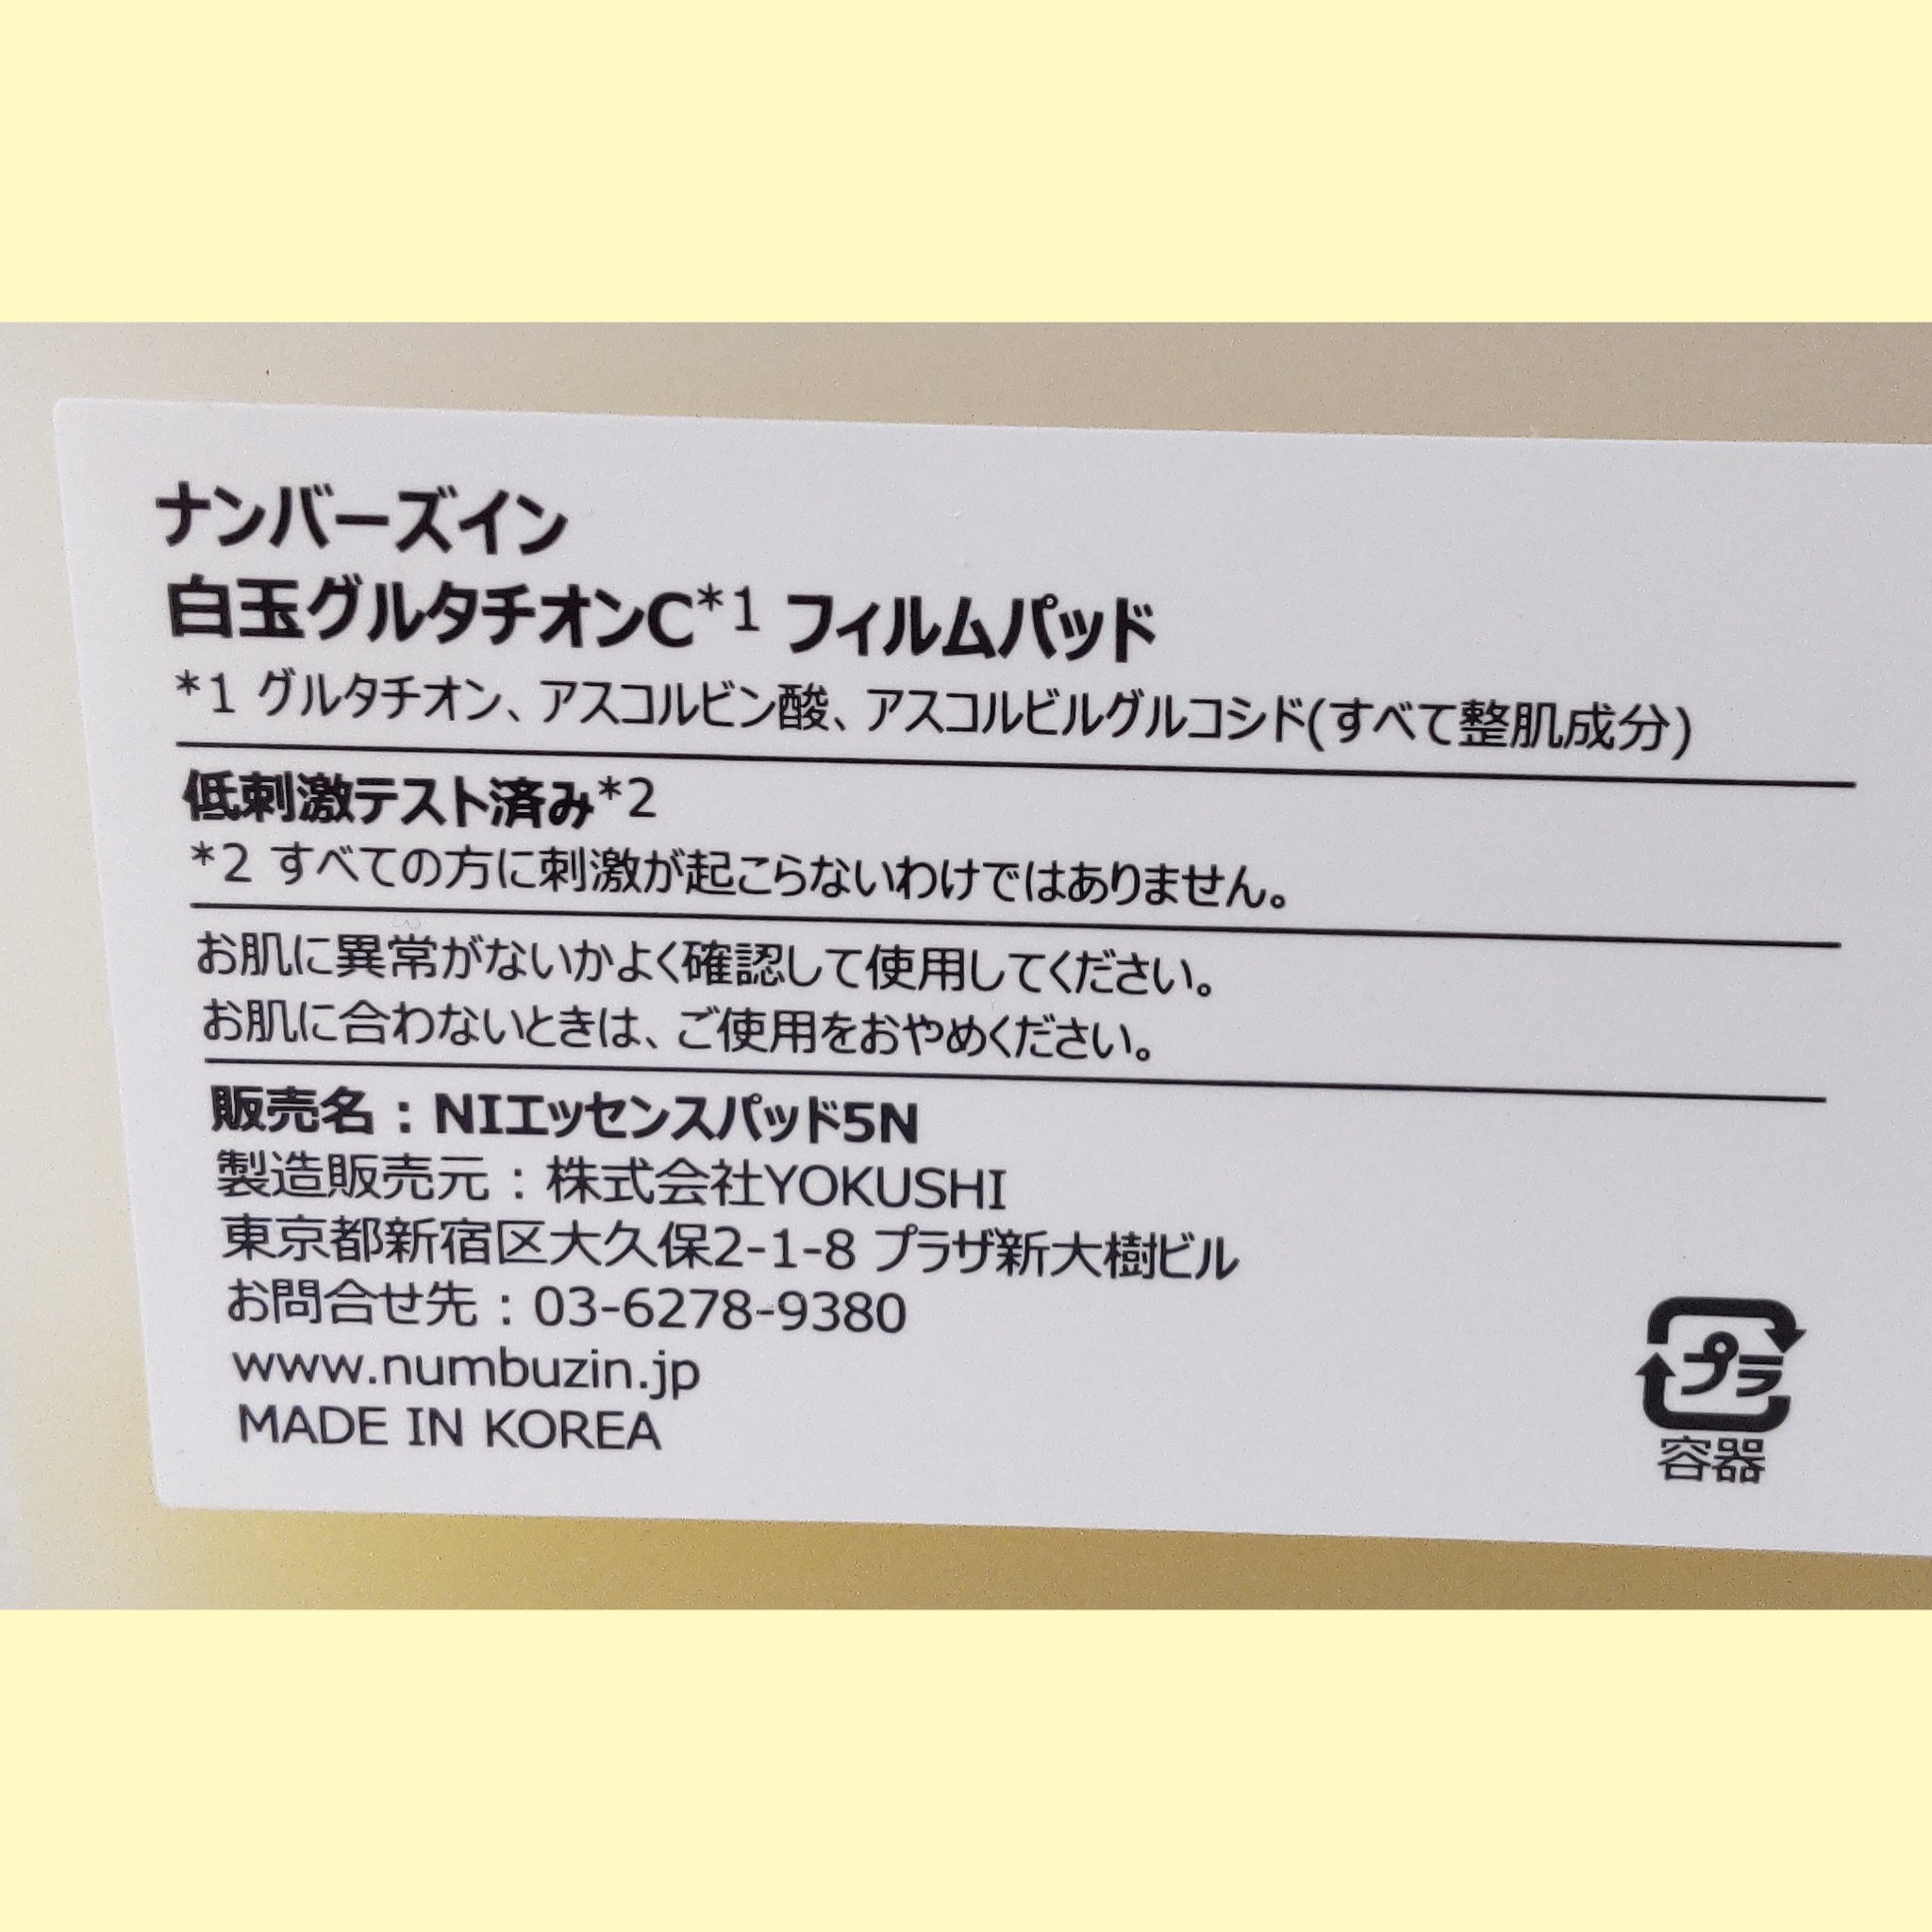 ナンバーズイン
白玉グルタチオンC*1 フィルムパッド
*1 グルタチオン、アスコルビン酸、アスコルビルグルコシド(すべて整肌成分)
低刺激テスト済み*2
*2 すべての方に刺激が起こらないわけではありません。
お肌に異常がないかよく確認して使用してください。
お肌に合わないときは、ご使用をおやめください。
販売名：NIエッセンスパッド5N
製造販売元：株式会社YOKUSHI
東京都新宿区大久保2-1-8 プラザ新大樹ビル
お問合せ先：03-6278-9380
www.numbuzin.jp
MADE IN KOREA
プラ
容器